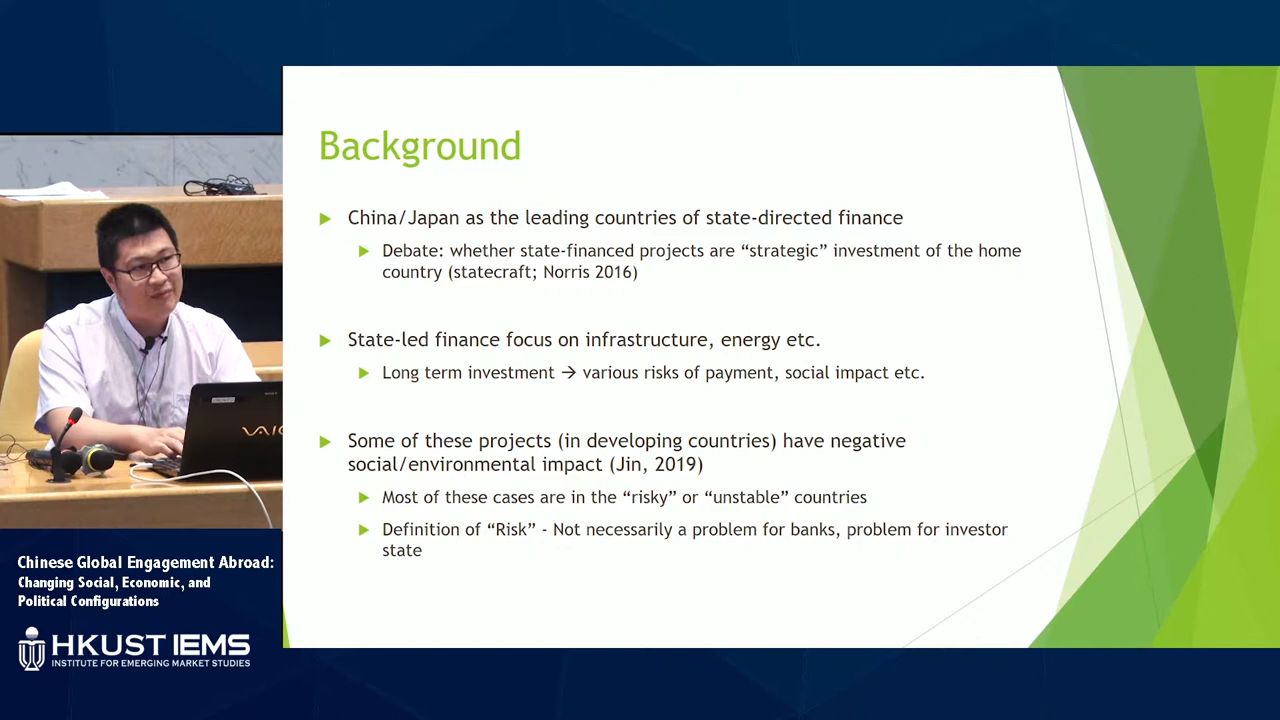 Background
China/Japan as the leading countries of state-directed finance
Debate: whether state-financed projects are “strategic” investment of the home
country (statecraft; Norris 2016)
State-led finance focus on infrastructure, energy etc.
Long term investment → various risks of payment, social impact etc.
Some of these projects (in developing countries) have negative
social/environmental impact (Jin, 2019)
Most of these cases are in the “risky” or “unstable” countries
Definition of “Risk” - Not necessarily a problem for banks, problem for investor
state
VAIO
Chinese Global Engagement Abroad:
Changing Social, Economic, and
Political Configurations
HKUST IEMS
INSTITUTE FOR EMERGING MARKET STUDIES